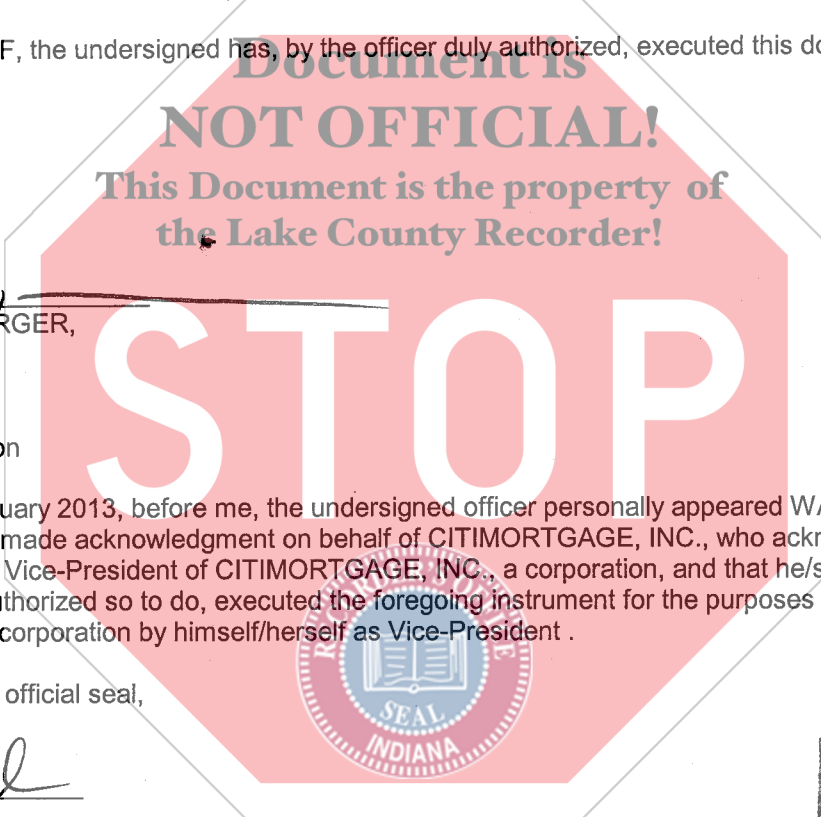 F, the undersigned has, by the officer duly authorized, executed this do
Document is
NOT OFFICIAL!
This Document is the property of
the Lake County Recorder!
RGER,
STOP
on
uary 2013, before me, the undersigned officer personally appeared WA
made acknowledgment on behalf of CITIMORTGAGE, INC., who ackn
Vice-President of CITIMORTGAGE, INC., a corporation, and that he/s
thorized so to do, executed the foregoing instrument for the purposes
corporation by himself/herself as Vice-President .
RECORDER'S OFFICE
SEAL
INDIANA
official seal,